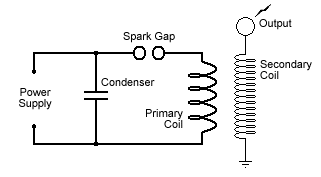 Output
Spark Gap
Secondary
Coil
Condenser
Power
Supply
Primary
Coil